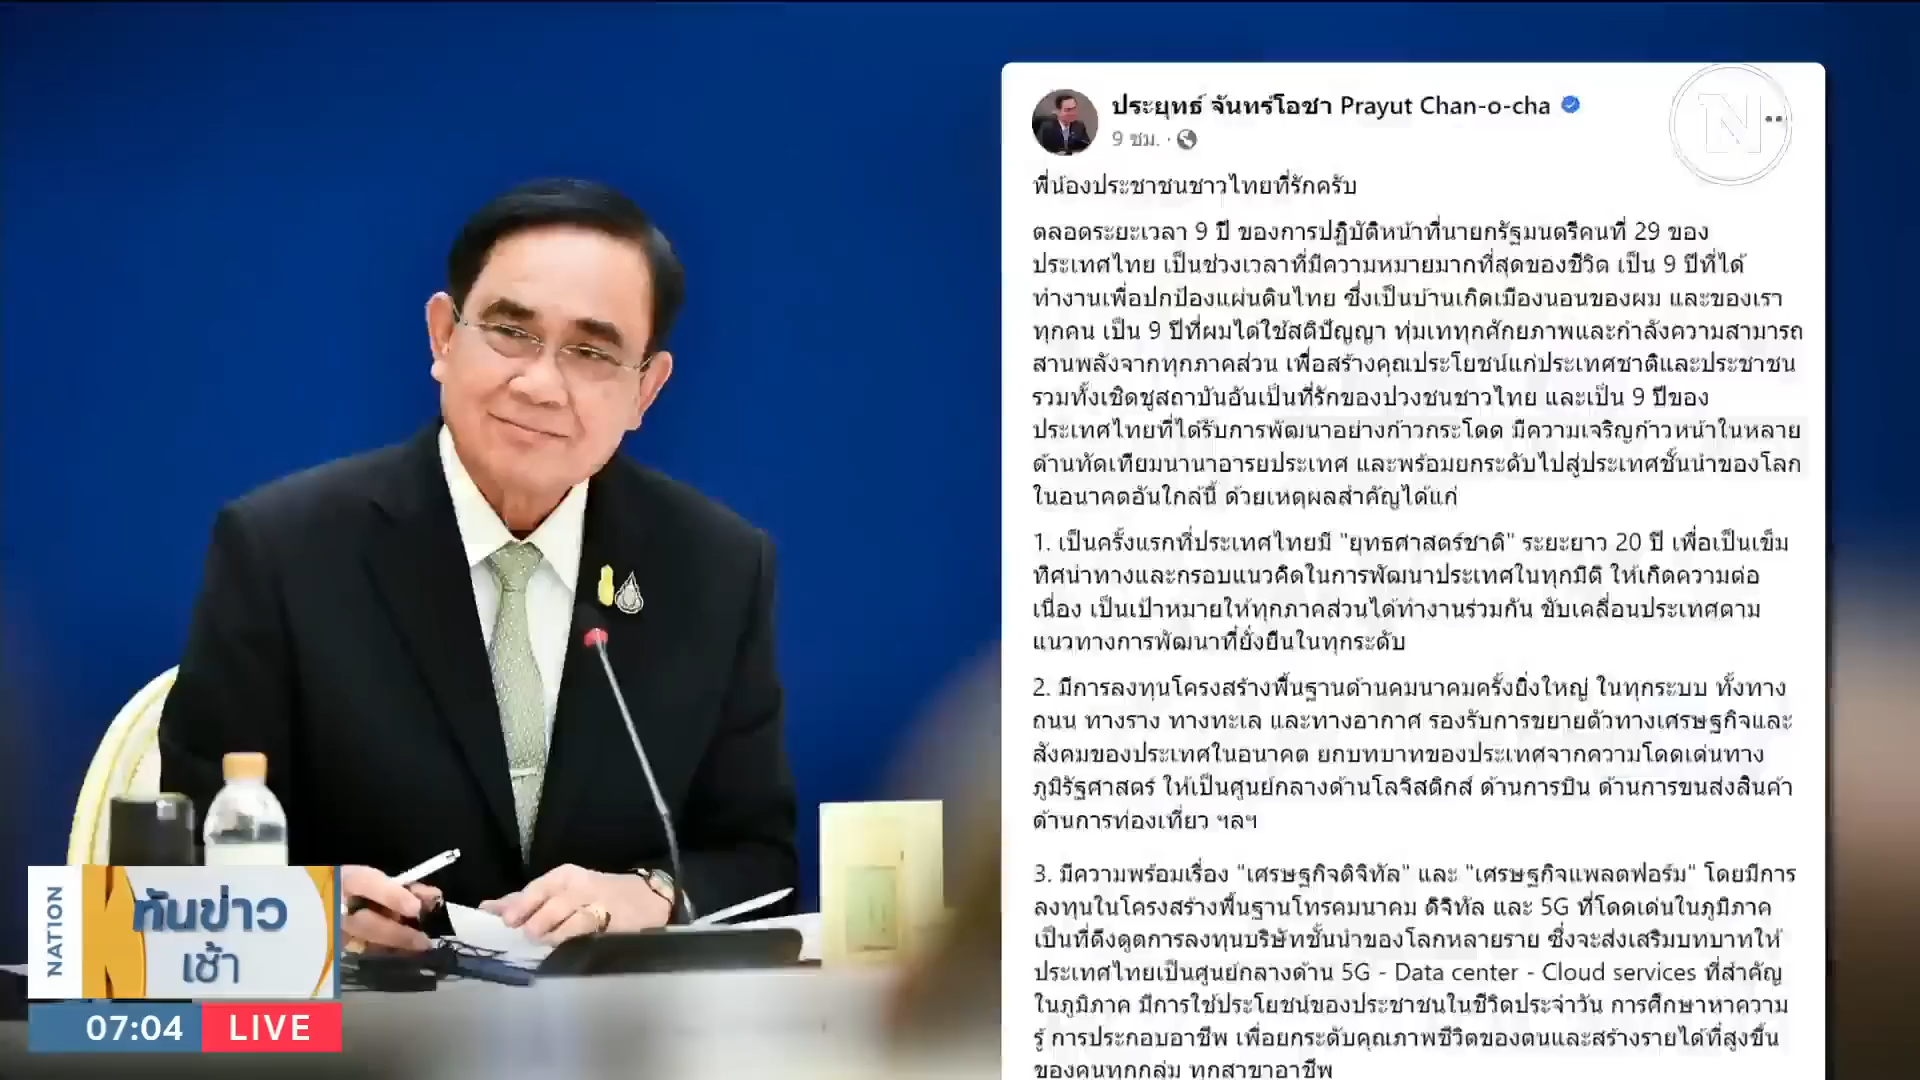 ประยุทธ์ จันทร์โอชา Prayut Chan-o-cha
9 ชม.
พี่น้องประชาชนชาวไทยที่รักครับ
ตลอดระยะเวลา 9 ปี ของการปฏิบัติหน้าที่นายกรัฐมนตรีคนที่ 29 ของ
ประเทศไทย เป็นช่วงเวลาที่มีความหมายมากที่สุดของชีวิต เป็น 9 ปีที่ได้
ทำงานเพื่อปกป้องแผ่นดินไทย ซึ่งเป็นบ้านเกิดเมืองนอนของผม และของเรา
ทุกคน เป็น 9 ปีที่ผมได้ใช้สติปัญญา ทุ่มเททุกศักยภาพและกำลังความสามารถ
สานพลังจากทุกภาคส่วน เพื่อสร้างคุณประโยชน์แก่ประเทศชาติและประชาชน
รวมทั้งเชิดชูสถาบันอันเป็นที่รักของปวงชนชาวไทย และเป็น 9 ปีของ
ประเทศไทยที่ได้รับการพัฒนาอย่างก้าวกระโดด มีความเจริญก้าวหน้าในหลาย
ด้านทัดเทียมนานาอารยประเทศ และพร้อมยกระดับไปสู่ประเทศชั้นนำของโลก
ในอนาคตอันใกล้นี้ ด้วยเหตุผลสำคัญได้แก่
1. เป็นครั้งแรกที่ประเทศไทยมี "ยุทธศาสตร์ชาติ" ระยะยาว 20 ปี เพื่อเป็นเข็ม
ทิศนำทางและกรอบแนวคิดในการพัฒนาประเทศในทุกมิติ ให้เกิดความต่อ
เนื่อง เป็นเป้าหมายให้ทุกภาคส่วนได้ทำงานร่วมกัน ขับเคลื่อนประเทศตาม
แนวทางการพัฒนาที่ยั่งยืนในทุกระดับ
2. มีการลงทุนโครงสร้างพื้นฐานด้านคมนาคมครั้งยิ่งใหญ่ ในทุกระบบ ทั้งทาง
ถนน ทางราง ทางทะเล และทางอากาศ รองรับการขยายตัวทางเศรษฐกิจและ
สังคมของประเทศในอนาคต ยกบทบาทของประเทศจากความโดดเด่นทาง
ภูมิรัฐศาสตร์ ให้เป็นศูนย์กลางด้านโลจิสติกส์ ด้านการบิน ด้านการขนส่งสินค้า
ด้านการท่องเที่ยว ฯลฯ
3. มีความพร้อมเรื่อง "เศรษฐกิจดิจิทัล" และ "เศรษฐกิจแพลตฟอร์ม" โดยมีการ
ลงทุนในโครงสร้างพื้นฐานโทรคมนาคม ดิจิทัล และ 5G ที่โดดเด่นในภูมิภาค
เป็นที่ดึงดูดการลงทุนบริษัทชั้นนำของโลกหลายราย ซึ่งจะส่งเสริมบทบาทให้
ประเทศไทยเป็นศูนย์กลางด้าน 5G - Data center - Cloud services ที่สำคัญ
ในภูมิภาค มีการใช้ประโยชน์ของประชาชนในชีวิตประจำวัน การศึกษาหาความ
รู้ การประกอบอาชีพ เพื่อยกระดับคุณภาพชีวิตของตนและสร้างรายได้ที่สูงขึ้น
ของคนทุกกลุ่ม ทุกสาขาอาชีพ
N
NATION
ทันข่าว
เช้า
07:04 LIVE